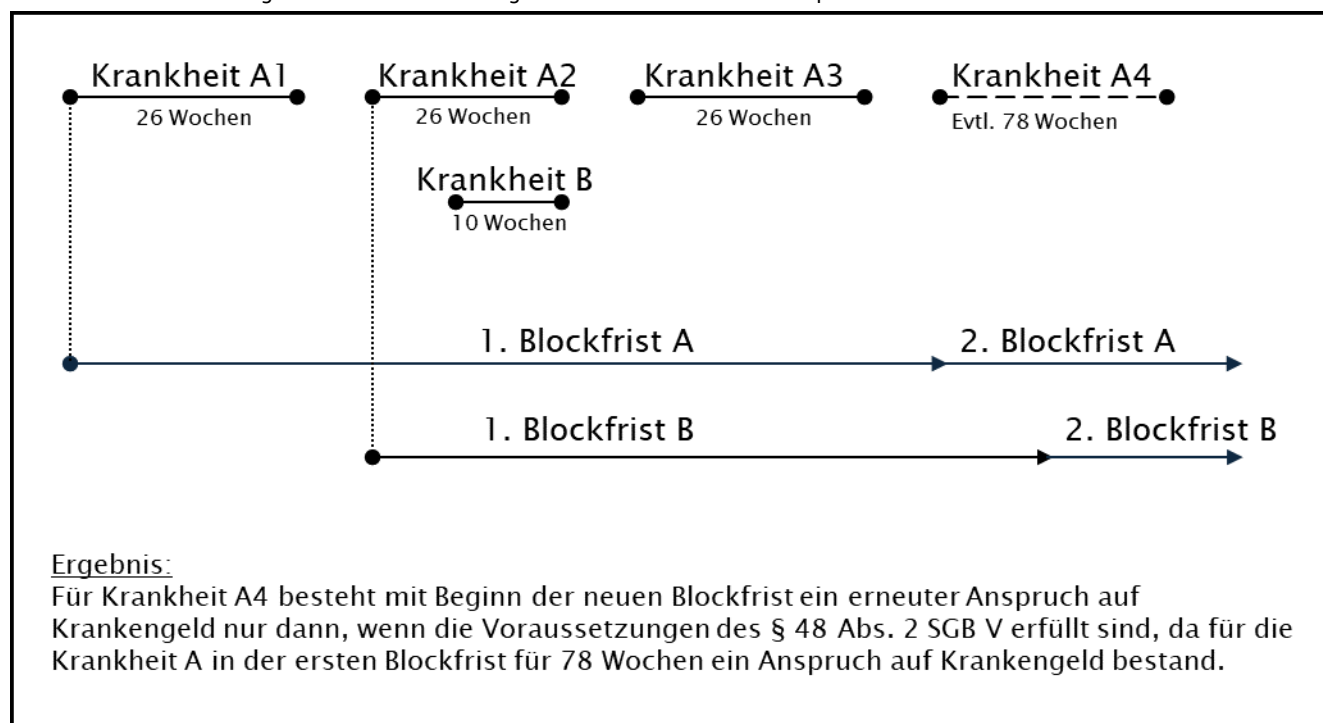 Krankheit A1
Krankheit A2
Krankheit A3
Krankheit A4
26 Wochen
26 Wochen
26 Wochen
Evtl. 78 Wochen
Krankheit B
10 Wochen
1. Blockfrist A
2. Blockfrist A
1. Blockfrist B
2. Blockfrist B
Ergebnis:
Für Krankheit A4 besteht mit Beginn der neuen Blockfrist ein erneuter Anspruch auf
Krankengeld nur dann, wenn die Voraussetzungen des § 48 Abs. 2 SGB V erfüllt sind, da für die
Krankheit A in der ersten Blockfrist für 78 Wochen ein Anspruch auf Krankengeld bestand.